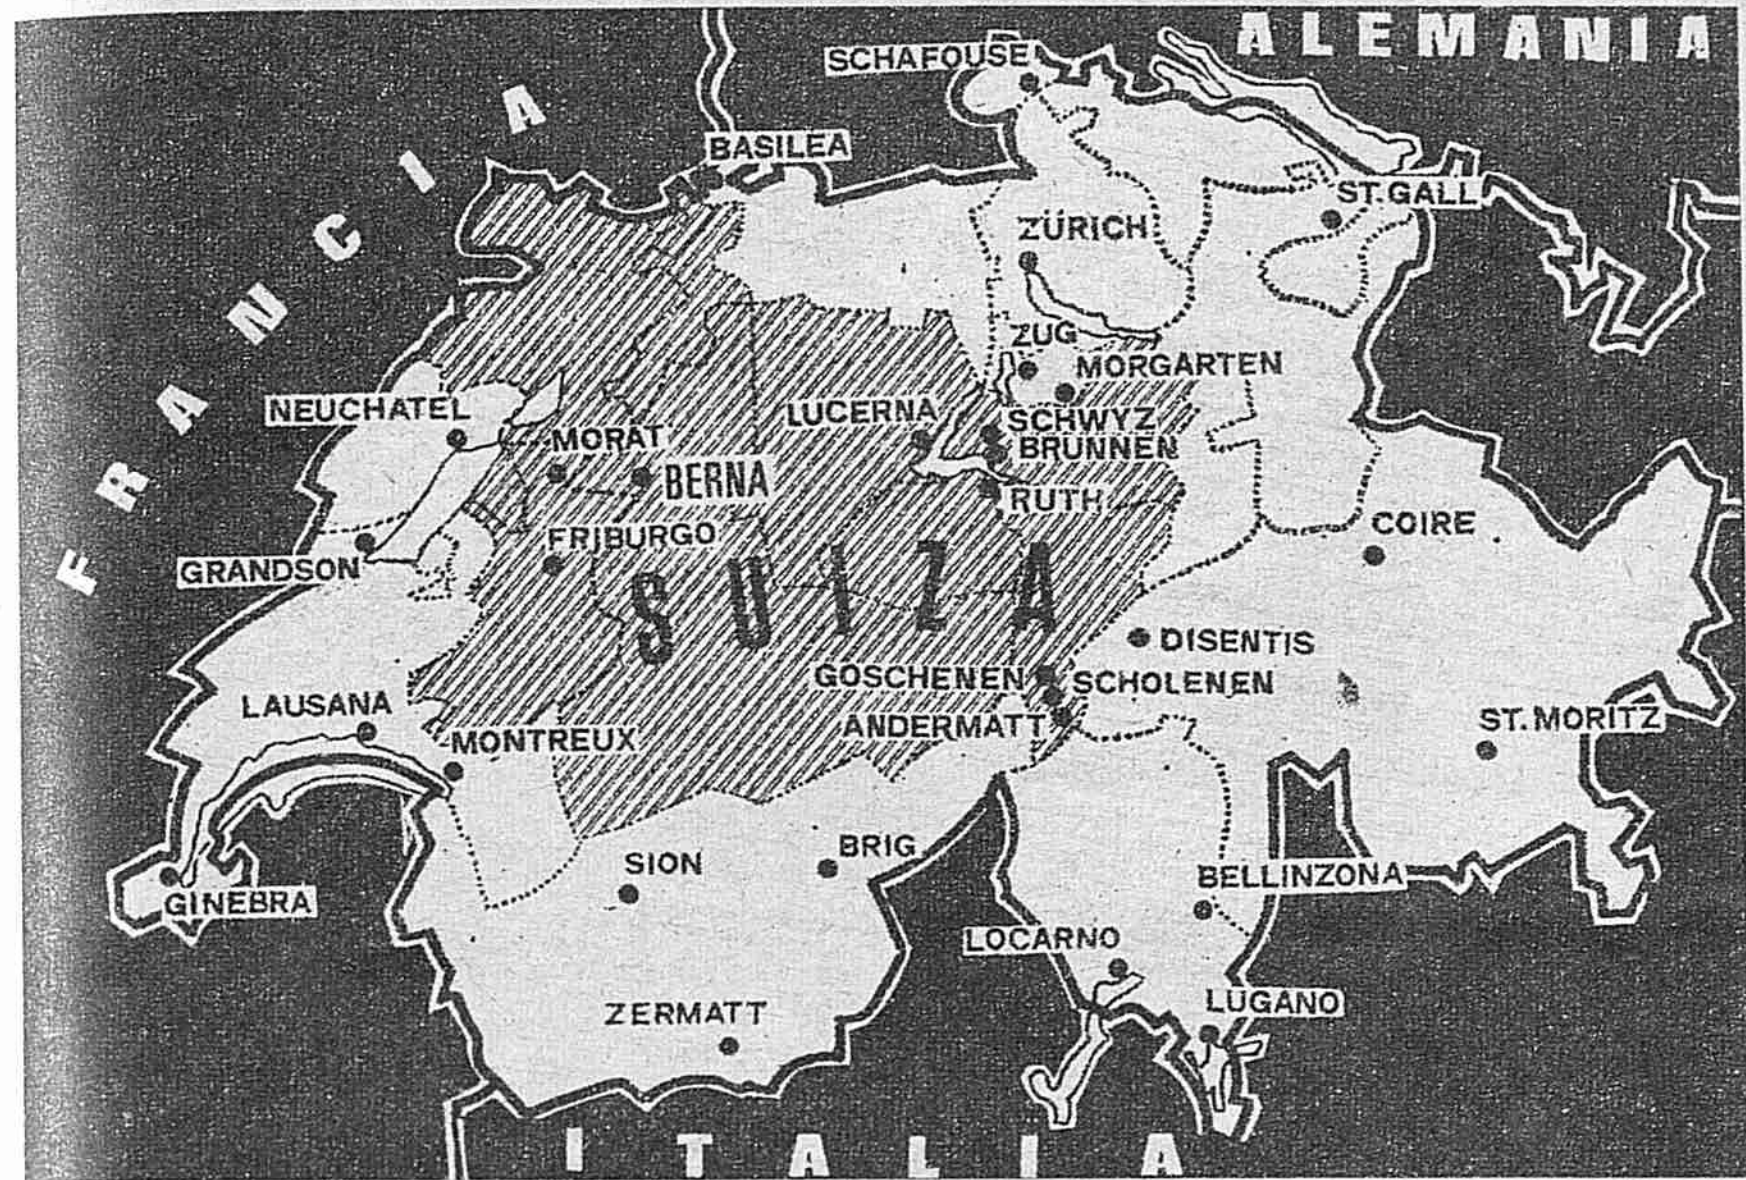 ALEMANIA
SCHAFOUSE
FRANCIA
BASILEA
ST.GALL
ZÜRICH
ZUG
MORGARTEN
NEUCHATEL
LUCERNA
SCHWYZ
MORAT
BRUNNEN
BERNA
RUTH
FRIBURGO
COIRE
GRANDSON
SUIZA
DISENTIS
GOSCHENEN
SCHOLENEN
LAUSANA
ANDERMATT
ST. MORITZ
MONTREUX
BRIG
SION
BELLINZONA
GINEBRA
LOCARNO
LUGANO
ZERMATT
ITALIA